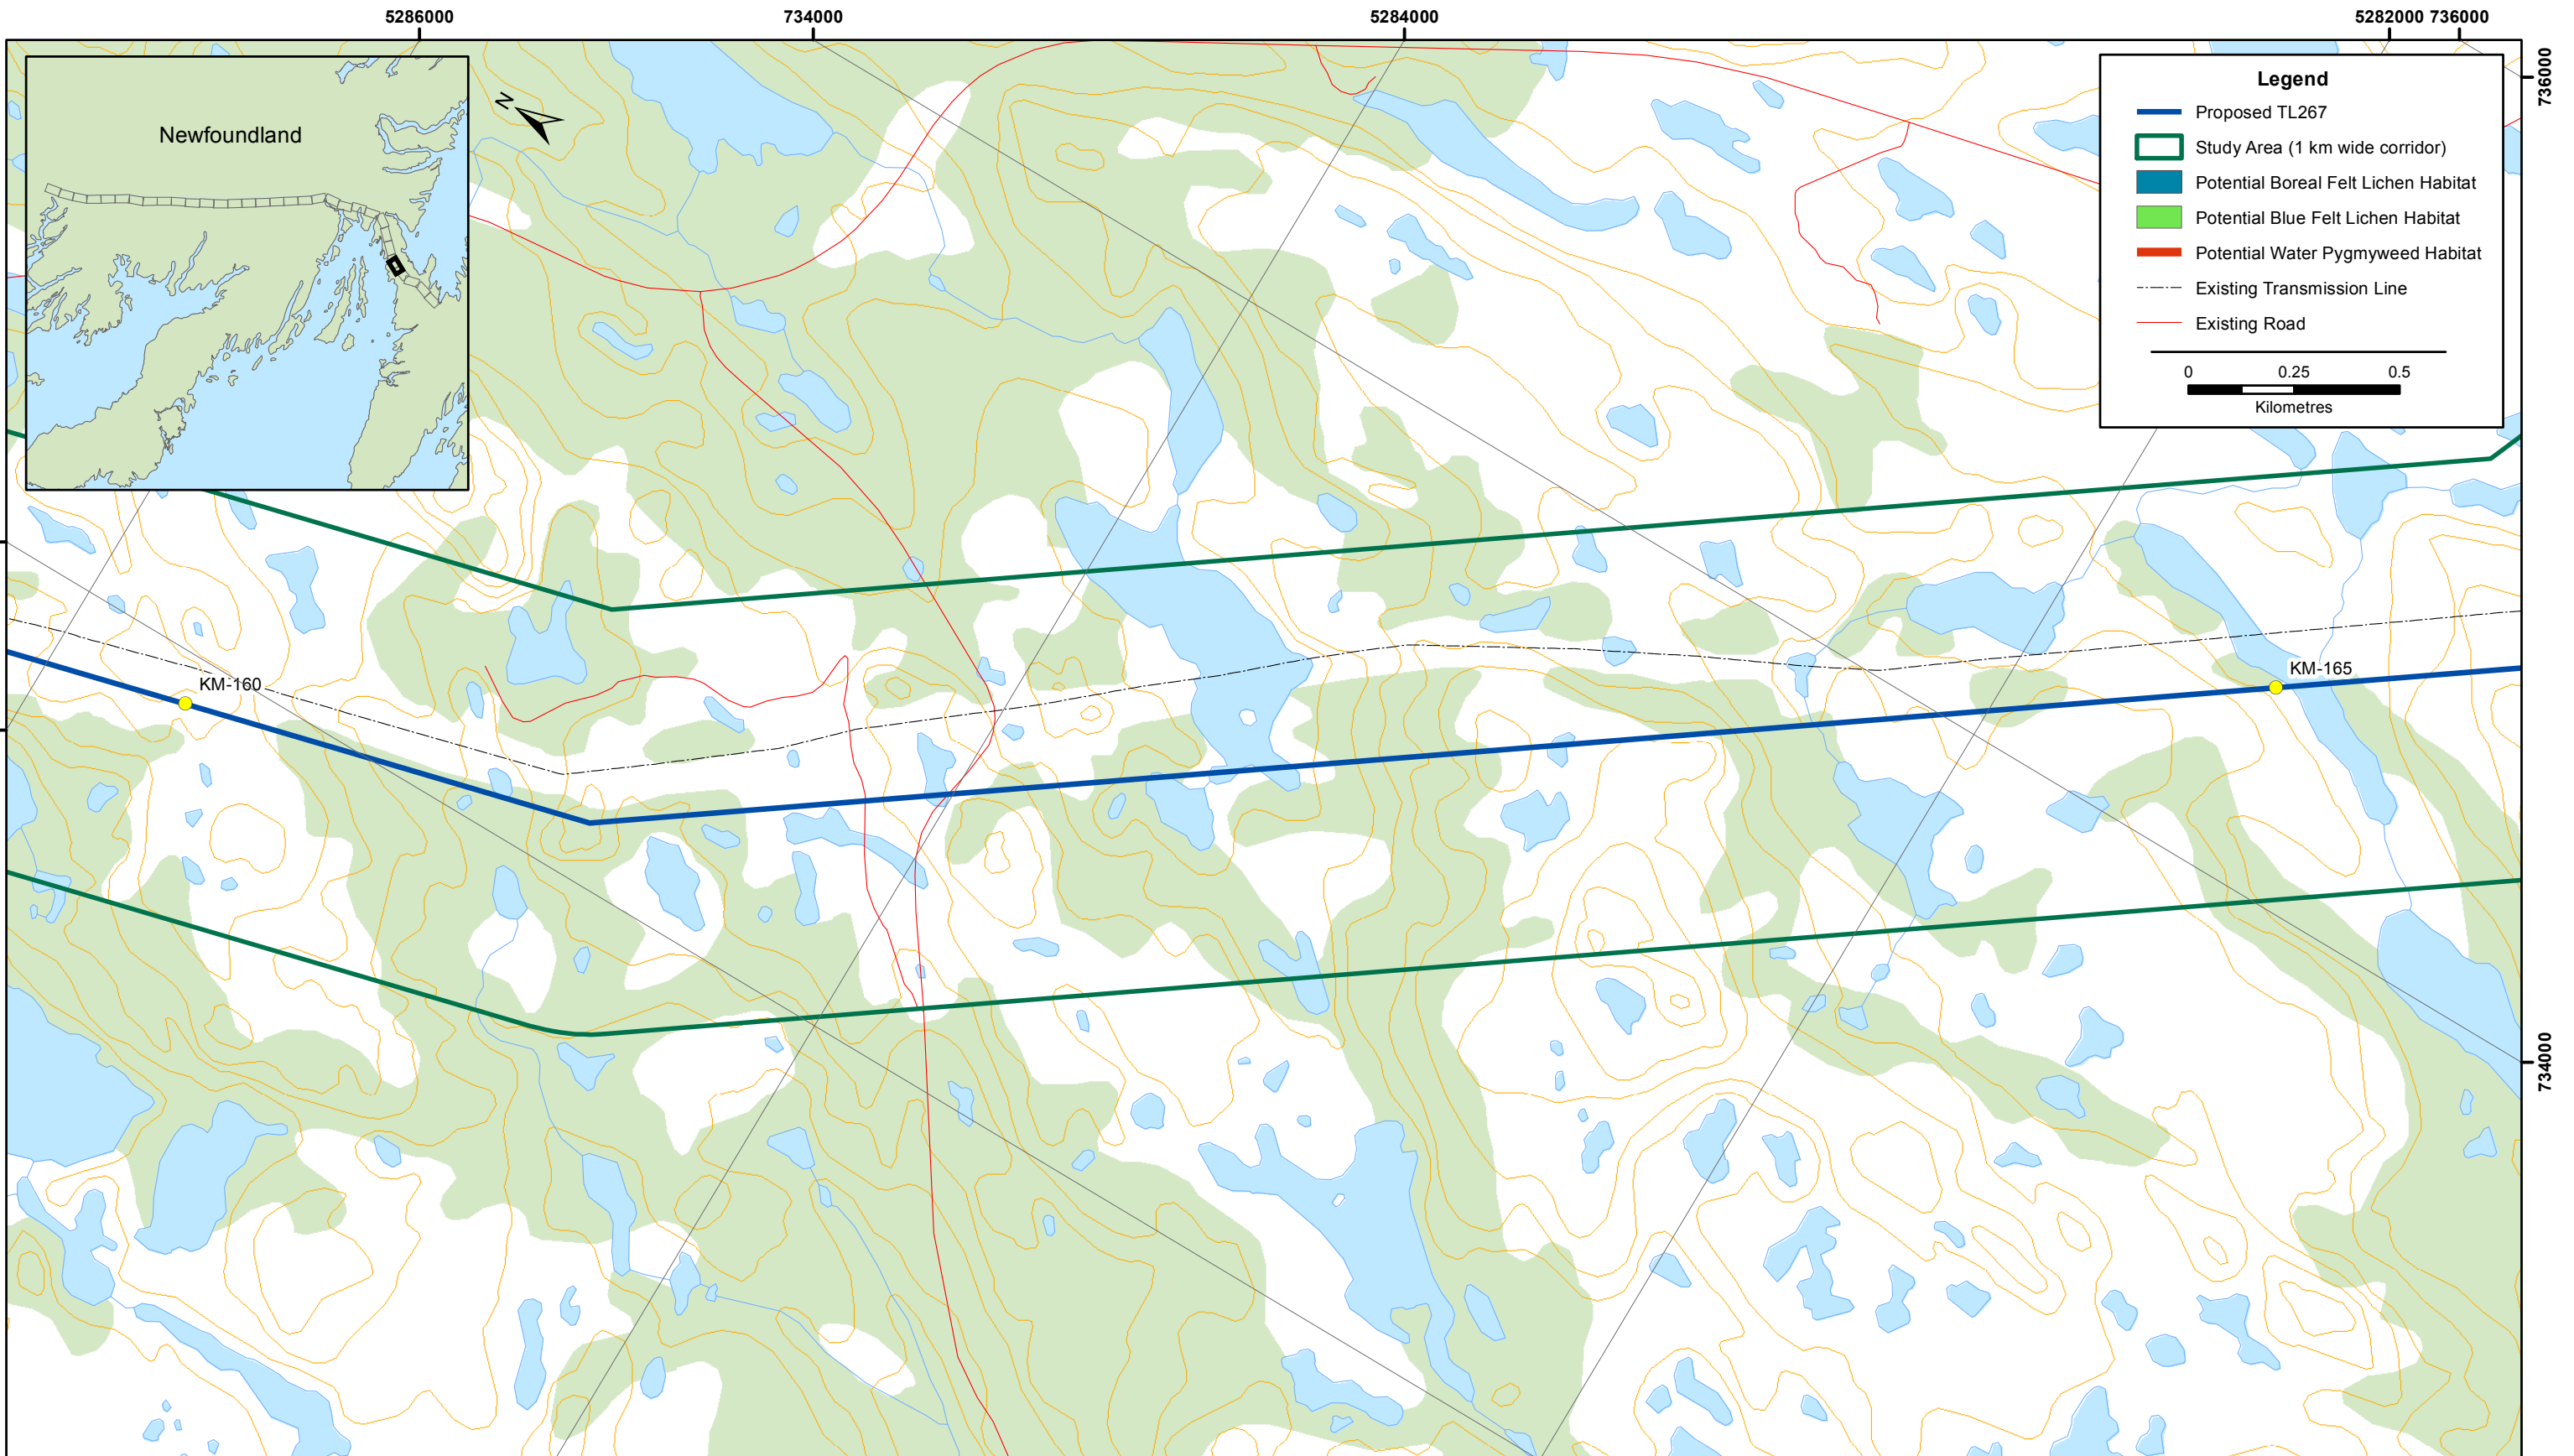 5286000
734000
5284000
5282000 736000
736000
Newfoundland
N
Legend
Proposed TL267
Study Area (1 km wide corridor)
Potential Boreal Felt Lichen Habitat
Potential Blue Felt Lichen Habitat
Potential Water Pygmyweed Habitat
Existing Transmission Line
Existing Road
0 0.25 0.5
Kilometres
KM-160
KM-165
734000